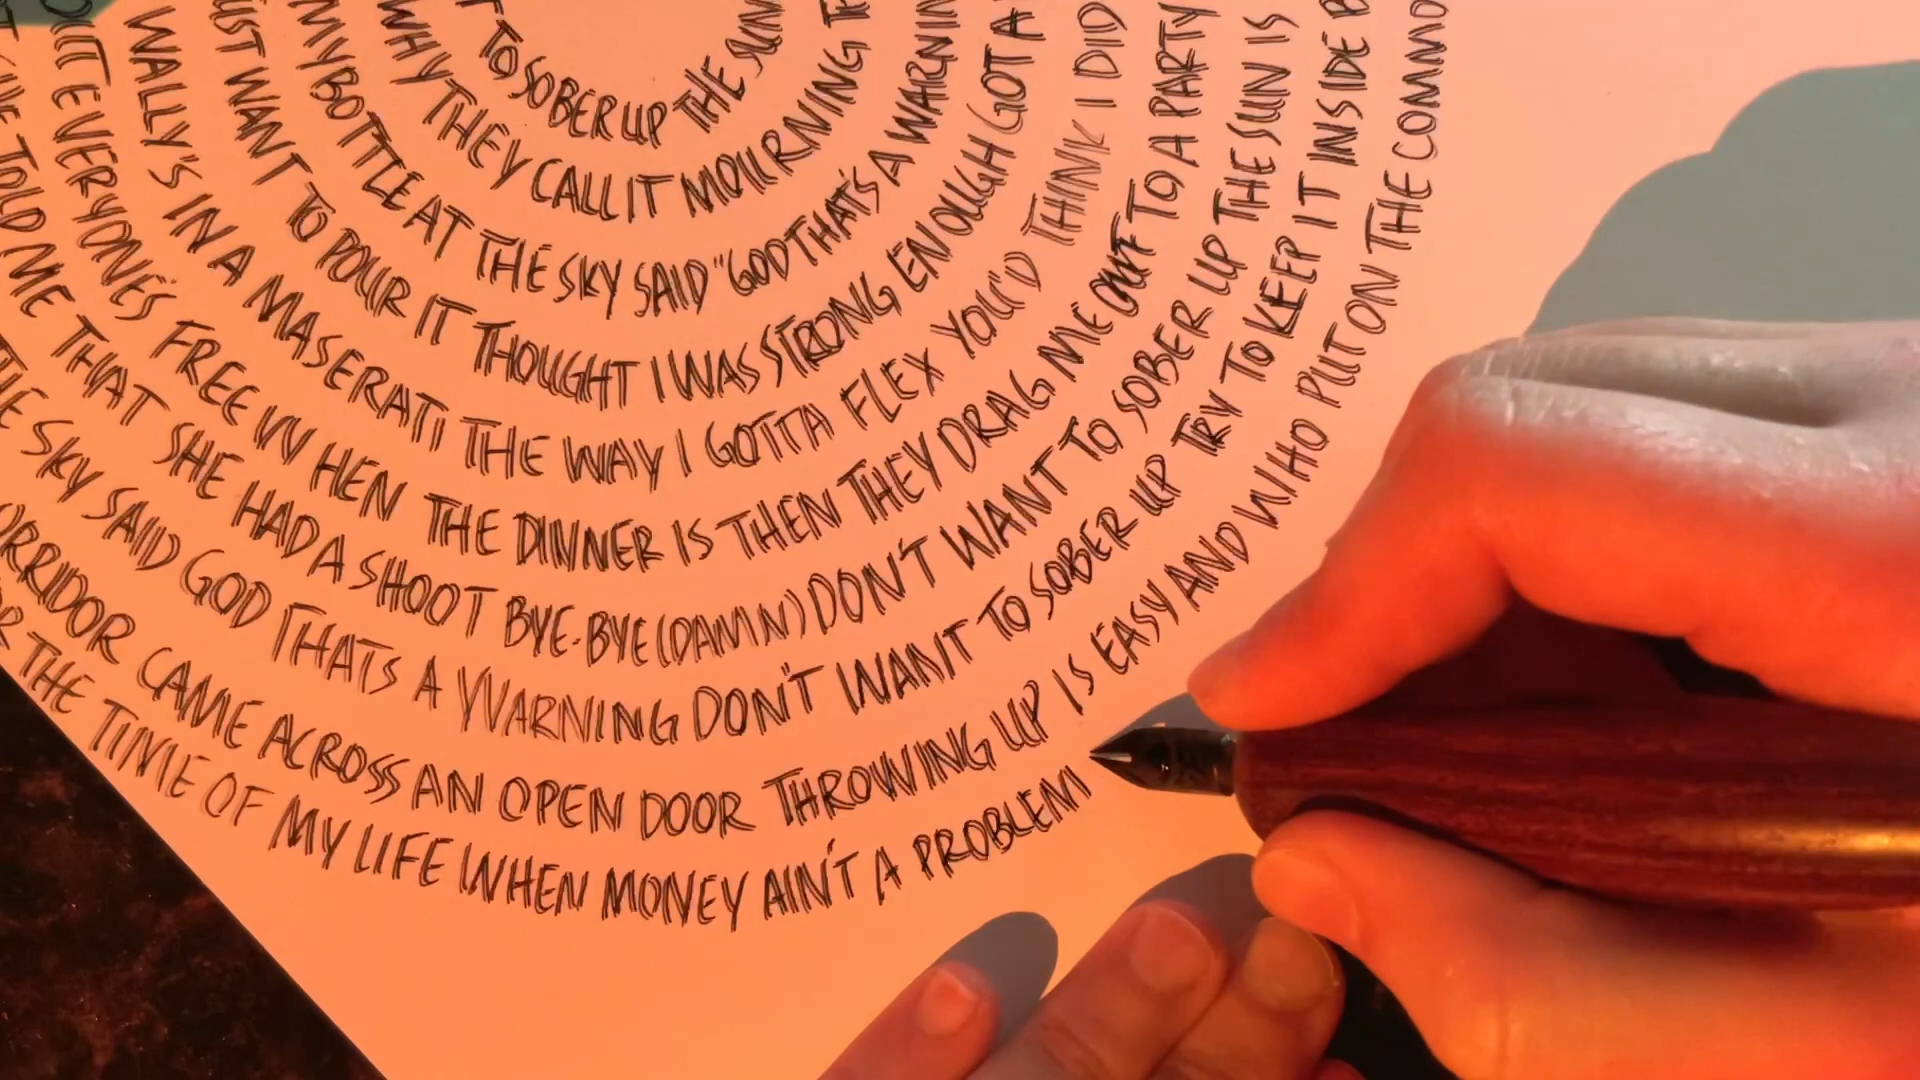 TO SOBER UP THE SUN
WHY THEY CALL IT MOURNING
MY BOTTLE AT THE SKY SAID "GOD THAT'S A
WANT TO POUR IT THOUGHT I WAS STRONG ENOUGH GOT A
WALLY'S IN A MASERATI THE WAY I GOTTA FLEX YOU'D THINK I DID
EVERYONE'S FREE WHEN THE DINNER IS THEN THEY DRAG ME OUT TO A PARTY
TOLD ME THAT SHE HAD A SHOOT BYE-BYE (DAMN) DON'T WANT TO SOBER UP THE SUN IS
THE SKY SAID GOD THATS A WARNING DON'T WANT TO SOBER UP TRY TO KEEP IT INSIDE
CAME ACROSS AN OPEN DOOR THROWING UP IS EASY AND WHO PUT ON THE
THE TIME OF MY LIFE WHEN MONEY AIN'T A PROBLEM